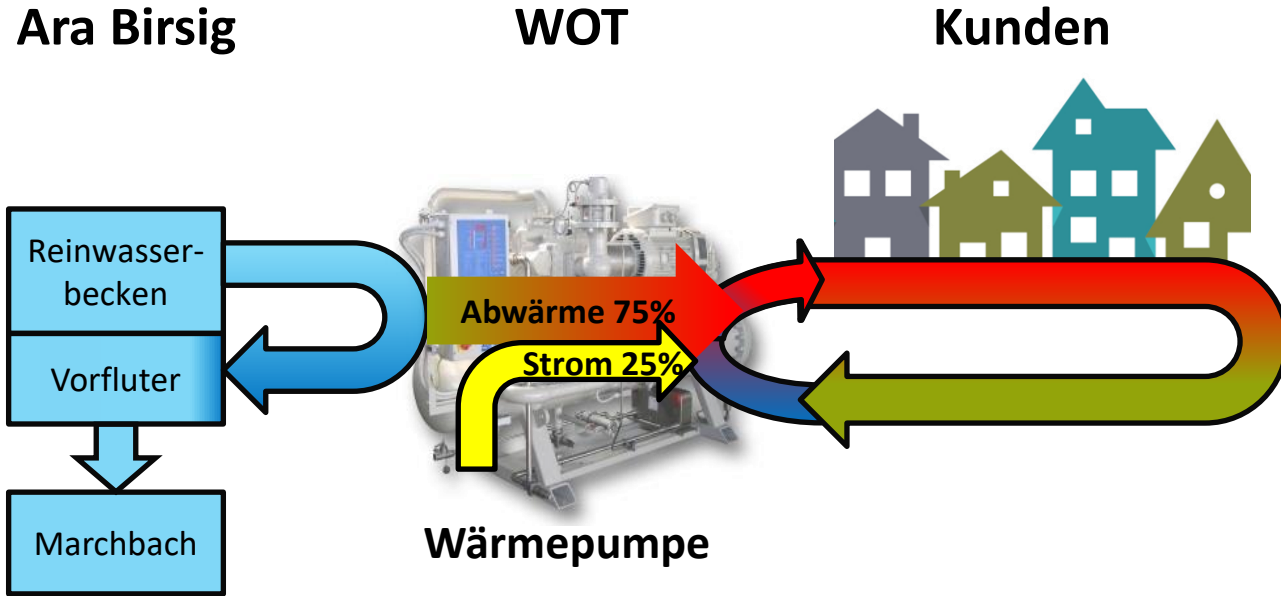 Ara Birsig
WOT
Kunden
Reinwasser-
becken
Vorfluter
Marchbach
Abwärme 75%
Strom 25%
Wärmepumpe